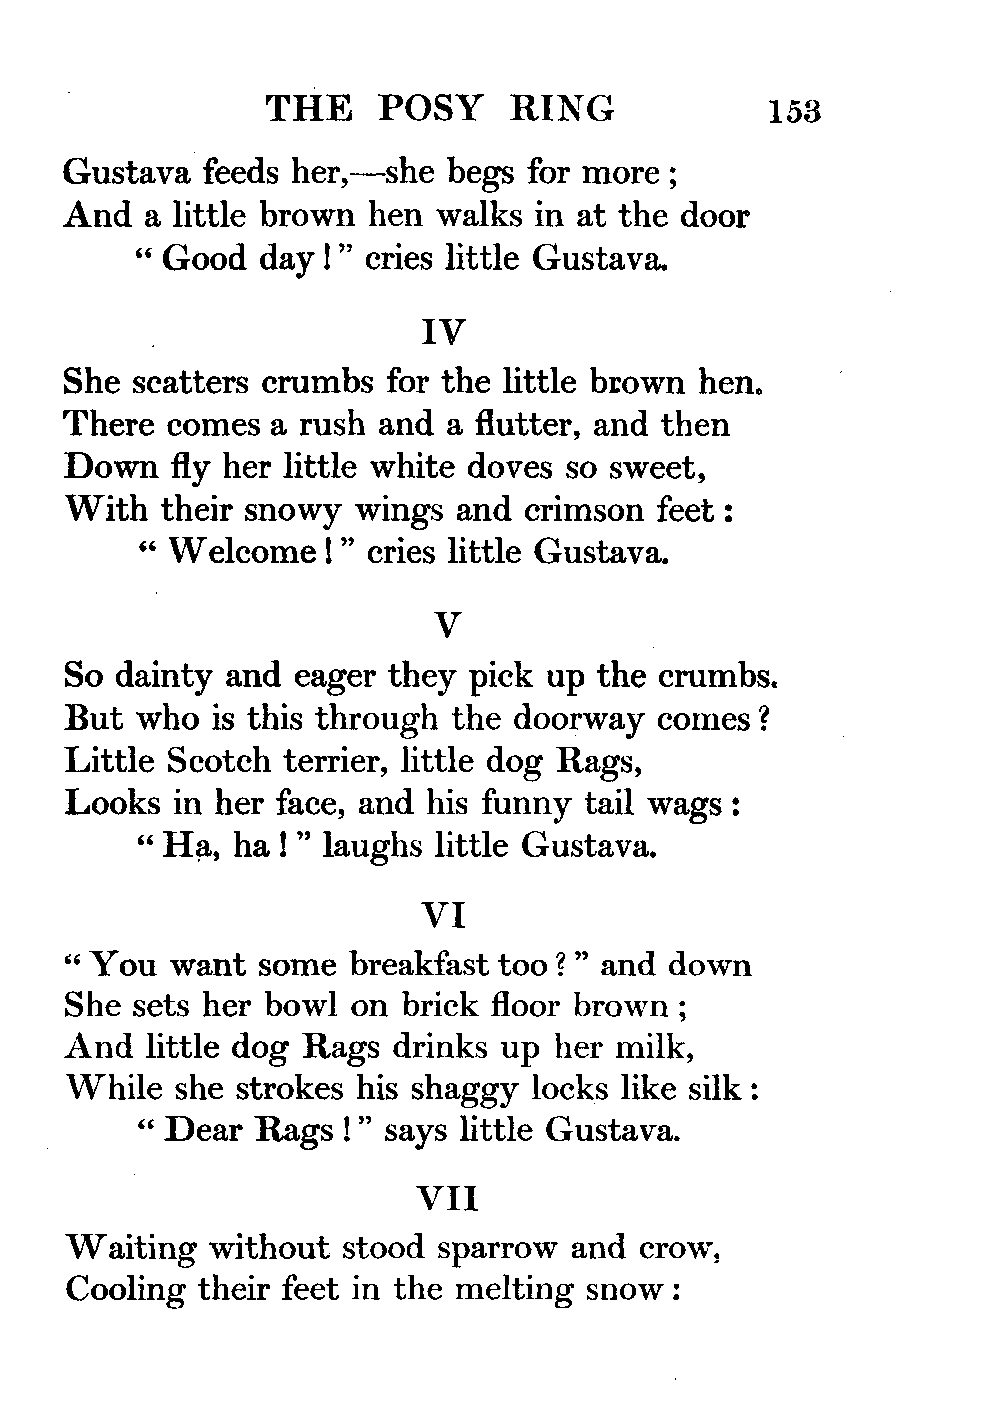 THE POSY RING 153
Gustava feeds her,—she begs for more ;
And a little brown hen walks in at the door
“ Good day ! ” cries little Gustava.
IV
She scatters crumbs for the little brown hen.
There comes a rush and a flutter, and then
Down fly her little white doves so sweet,
With their snowy wings and crimson feet :
“ Welcome ! ” cries little Gustava.
V
So dainty and eager they pick up the crumbs.
But who is this through the doorway comes ?
Little Scotch terrier, little dog Rags,
Looks in her face, and his funny tail wags :
“ Ha, ha ! ” laughs little Gustava.
VI
“ You want some breakfast too ? ” and down
She sets her bowl on brick floor brown ;
And little dog Rags drinks up her milk,
While she strokes his shaggy locks like silk :
“ Dear Rags ! ” says little Gustava.
VII
Waiting without stood sparrow and crow,
Cooling their feet in the melting snow :